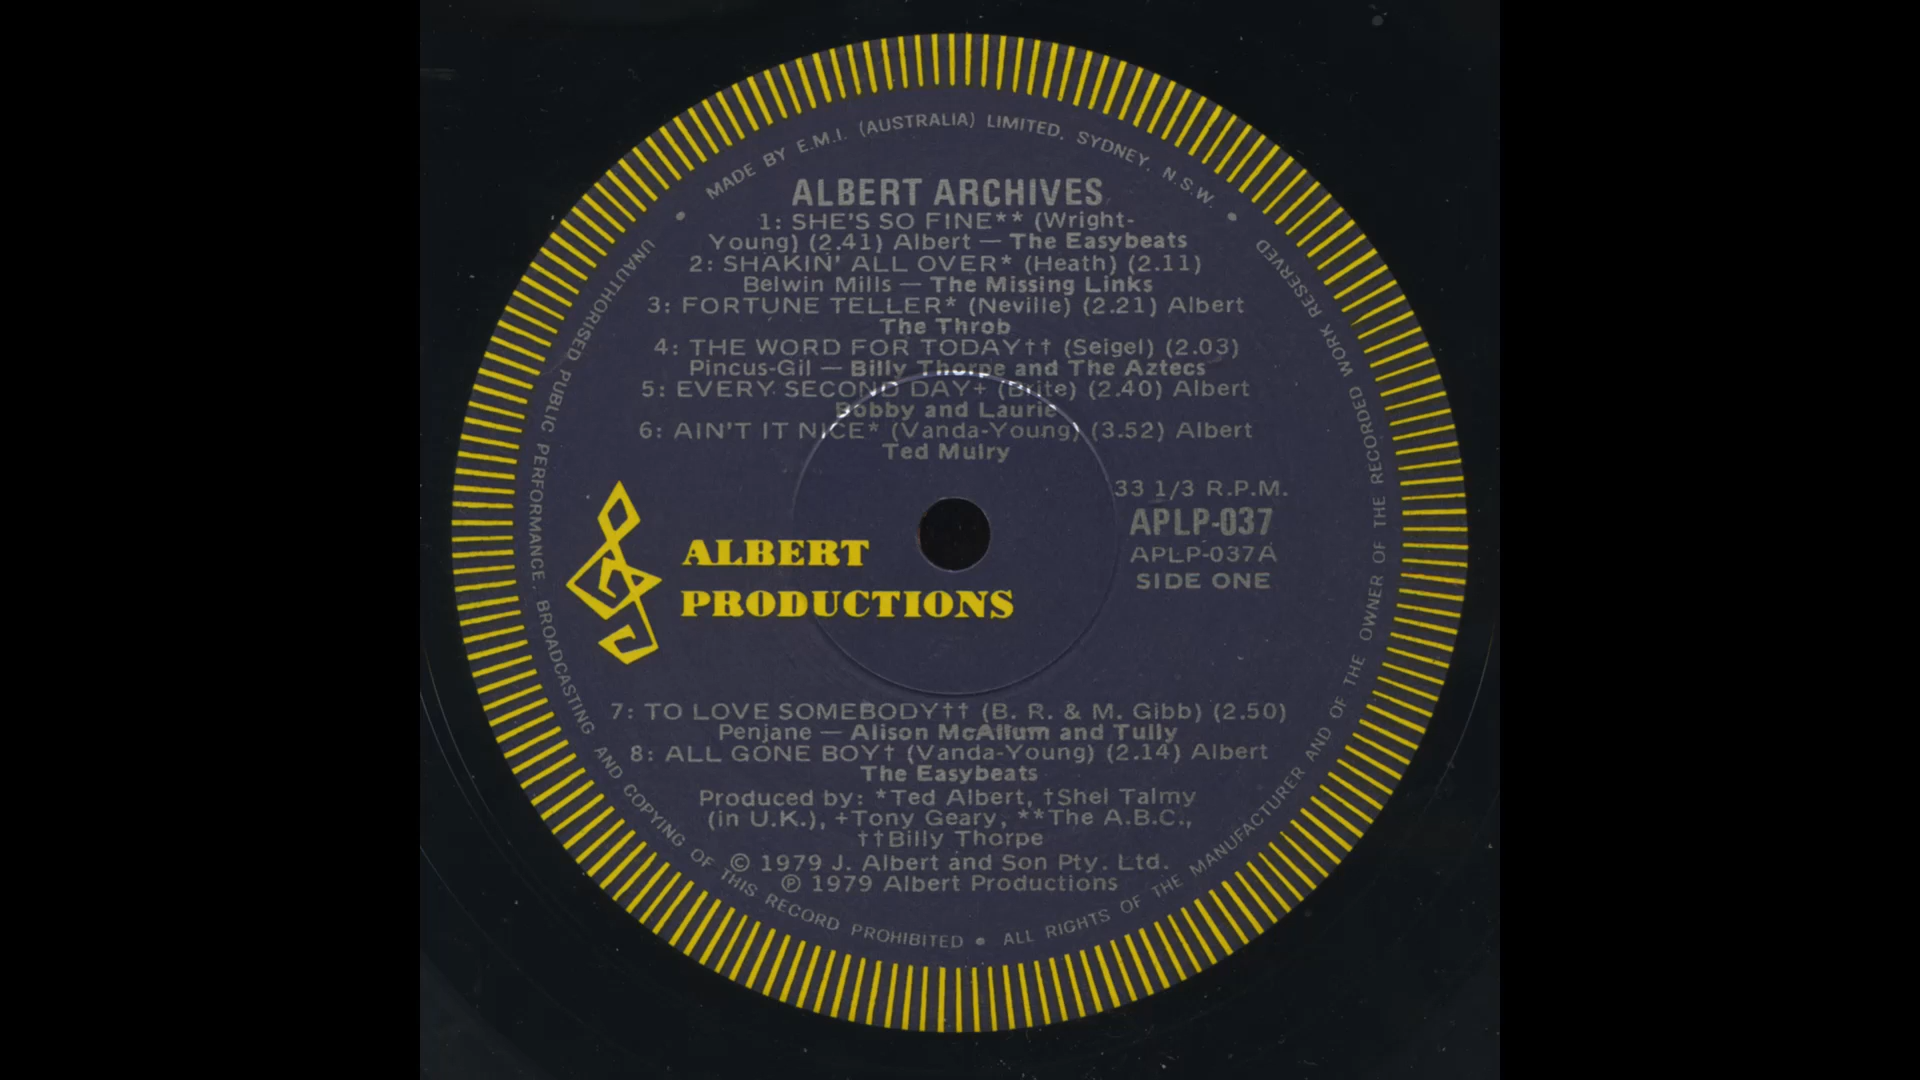 MADE BY E.M.I. (AUSTRALIA) LIMITED, SYDNEY, N.S.W.
ALBERT ARCHIVES
1: SHE'S SO FINE** (Wright-
Young) (2.41) Albert — The Easybeats
2: SHAKIN' ALL OVER* (Heath) (2.11)
Belwin Mills — The Missing Links
3: FORTUNE TELLER* (Neville) (2.21) Albert
The Throb
4: THE WORD FOR TODAY†† (Seigel) (2.03)
Pincus-Gil — Billy Thorpe and The Aztecs
5: EVERY SECOND DAY+ (Brite) (2.40) Albert
Bobby and Laurie
6: AIN'T IT NICE* (Vanda-Young) (3.52) Albert
Ted Mulry
33 1/3 R.P.M.
APLP-037
APLP-037A
SIDE ONE
ALBERT
PRODUCTIONS
7: TO LOVE SOMEBODY†† (B. R. & M. Gibb) (2.50)
Penjane — Alison McAllum and Tully
8: ALL GONE BOY† (Vanda-Young) (2.14) Albert
The Easybeats
Produced by: *Ted Albert, †Shel Talmy
(in U.K.), +Tony Geary, **The A.B.C.,
††Billy Thorpe
© 1979 J. Albert and Son Pty. Ltd.
℗ 1979 Albert Productions
UNAUTHORISED PUBLIC PERFORMANCE, BROADCASTING AND COPYING OF THIS RECORD PROHIBITED • ALL RIGHTS OF THE MANUFACTURER AND OF THE OWNER OF THE RECORDED WORK RESERVED